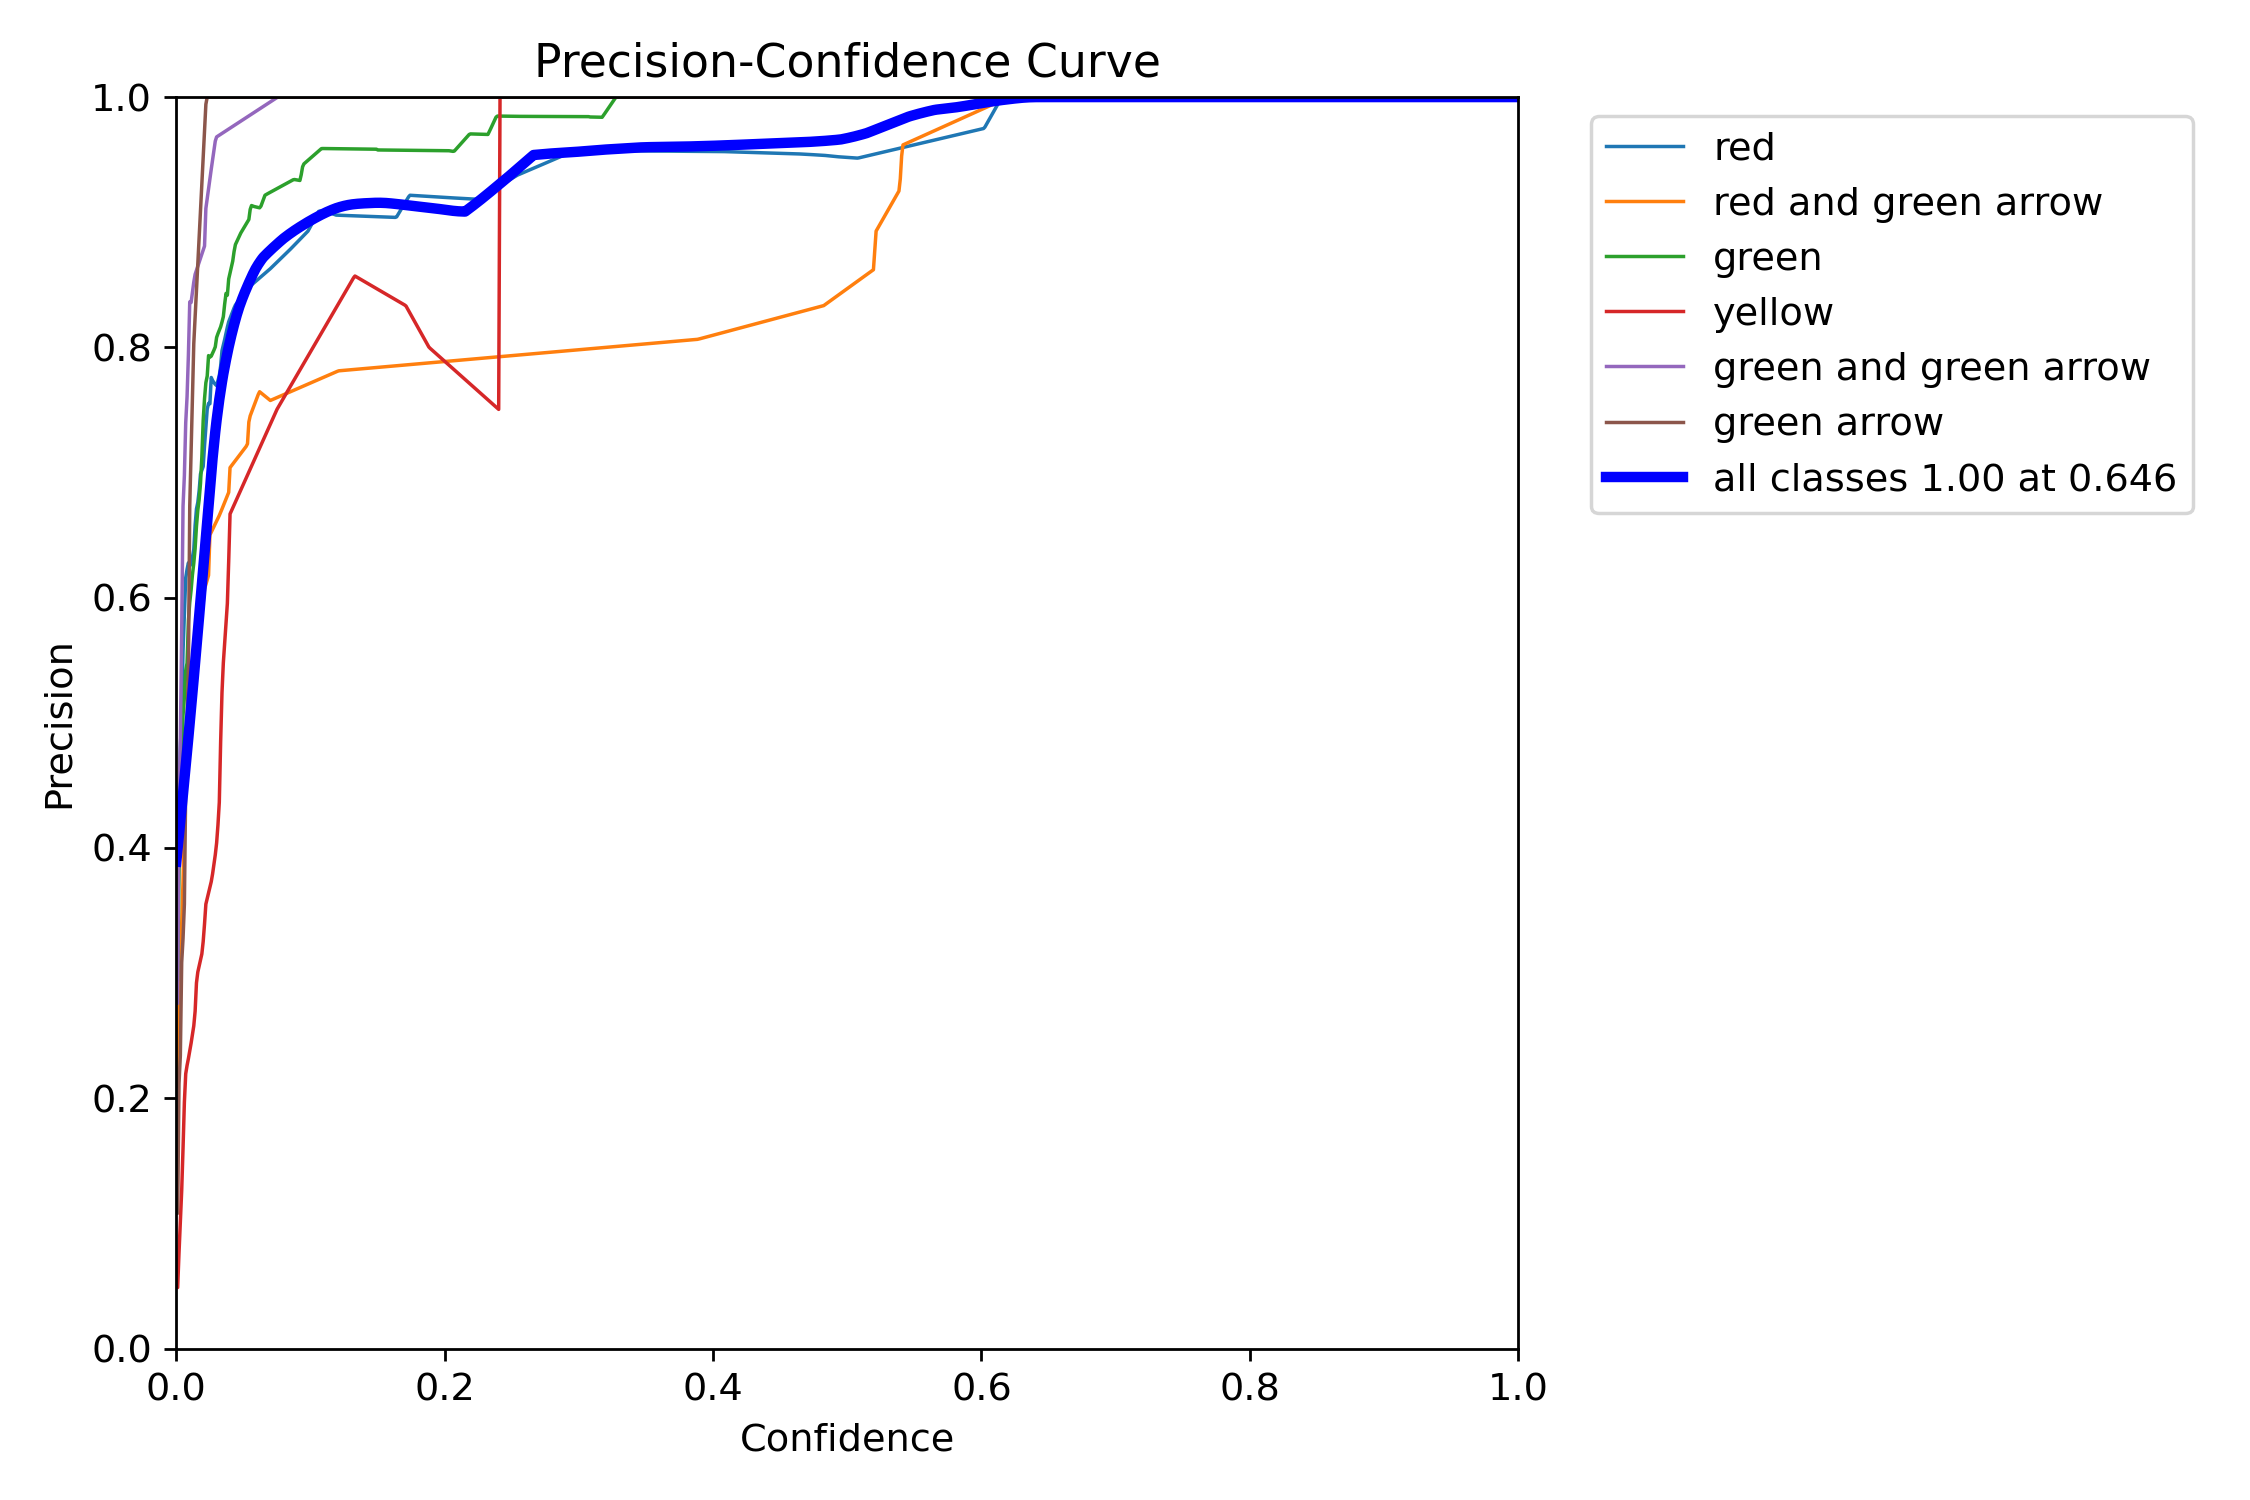 Precision-Confidence Curve
1.0
0.8
0.6
0.4
0.2
0.0
Precision
0.0 0.2 0.4 0.6 0.8 1.0
Confidence
red
red and green arrow
green
yellow
green and green arrow
green arrow
all classes 1.00 at 0.646